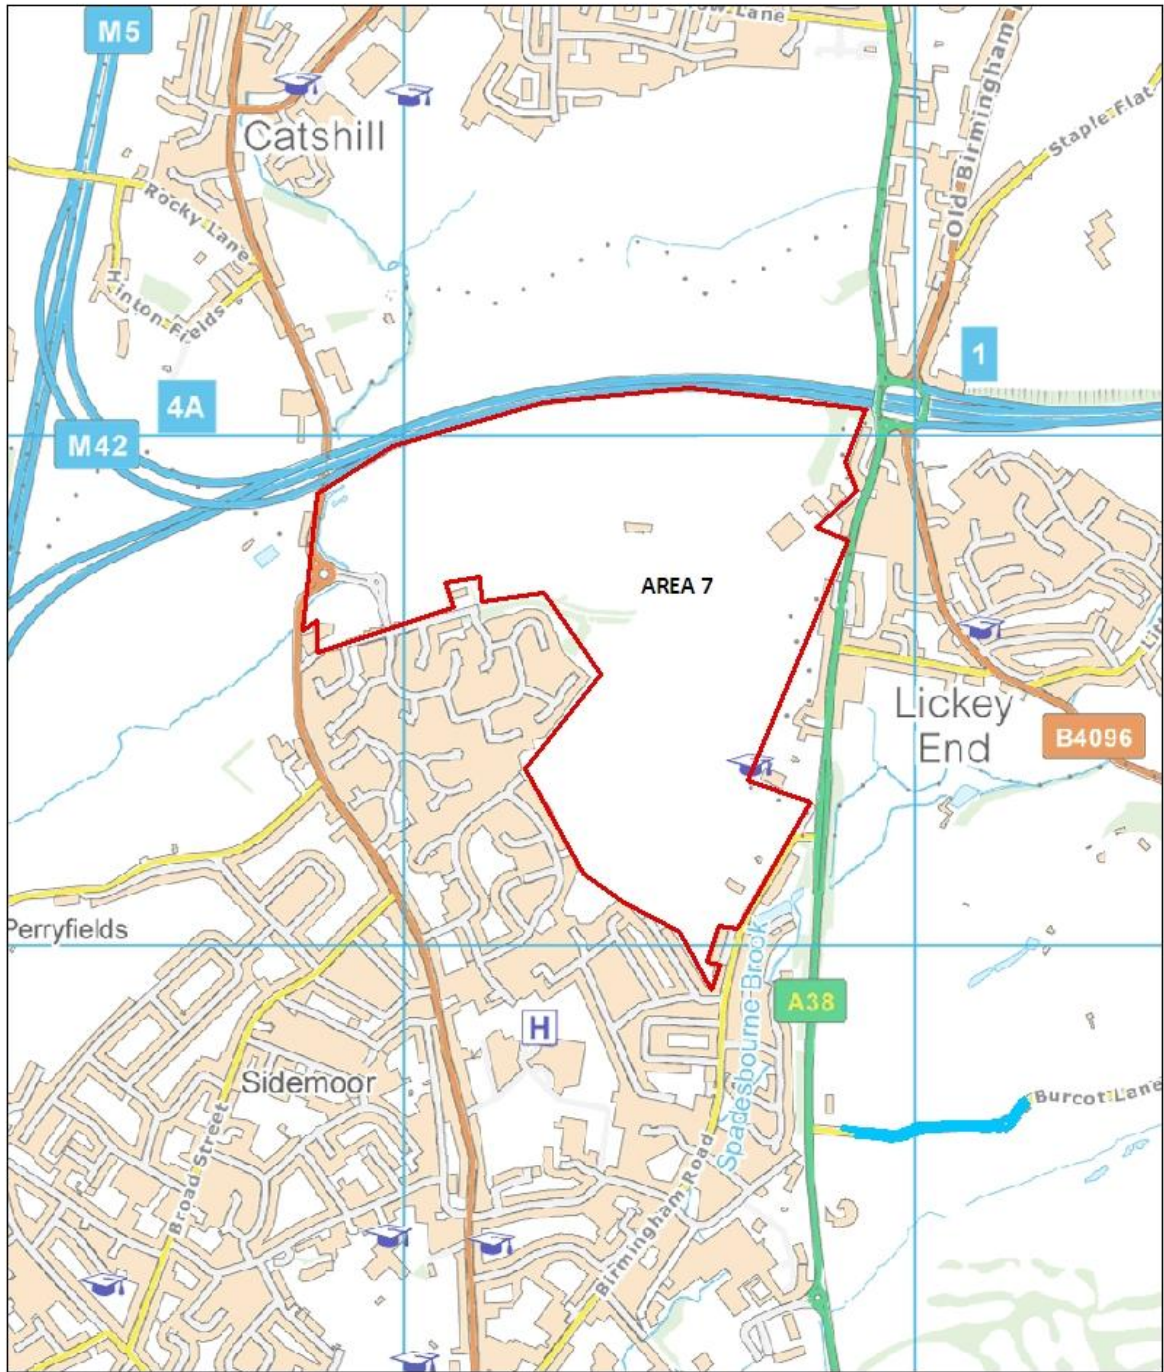 M5
Catshill
Rocky Lane
Hinton Fields
Old Birmingham
Staple Flat
1
4A
M42
AREA 7
Lickey
End
B4096
Perryfields
A38
H
Spadesbourne Brook
Sidemoor
Broad Street
Birmingham Road
Burcot Lane